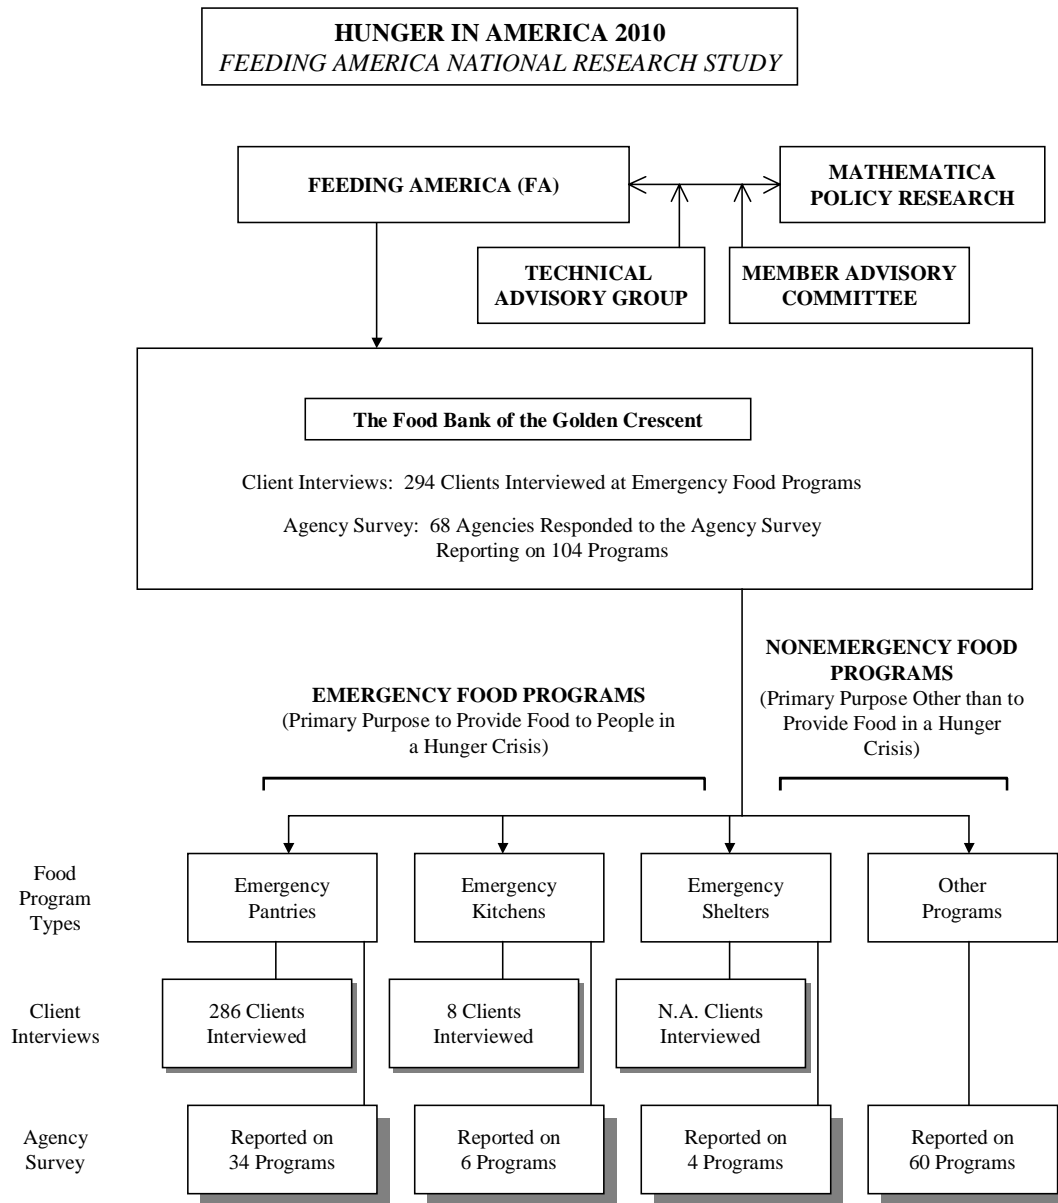 HUNGER IN AMERICA 2010
FEEDING AMERICA NATIONAL RESEARCH STUDY
FEEDING AMERICA (FA)
MATHEMATICA
POLICY RESEARCH
TECHNICAL
ADVISORY GROUP
MEMBER ADVISORY
COMMITTEE
The Food Bank of the Golden Crescent
Client Interviews: 294 Clients Interviewed at Emergency Food Programs
Agency Survey: 68 Agencies Responded to the Agency Survey
Reporting on 104 Programs
EMERGENCY FOOD PROGRAMS
(Primary Purpose to Provide Food to People in
a Hunger Crisis)
NONEMERGENCY FOOD
PROGRAMS
(Primary Purpose Other than to
Provide Food in a Hunger
Crisis)
Food
Program
Types
Emergency
Pantries
Emergency
Kitchens
Emergency
Shelters
Other
Programs
Client
Interviews
286 Clients
Interviewed
8 Clients
Interviewed
N.A. Clients
Interviewed
Agency
Survey
Reported on
34 Programs
Reported on
6 Programs
Reported on
4 Programs
Reported on
60 Programs